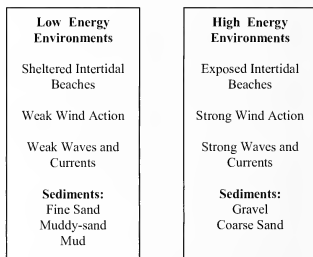 Low Energy
Environments
Sheltered Intertidal
Beaches
Weak Wind Action
Weak Waves and
Currents
Sediments:
Fine Sand
Muddy-sand
Mud
High Energy
Environments
Exposed Intertidal
Beaches
Strong Wind Action
Strong Waves and
Currents
Sediments:
Gravel
Coarse Sand